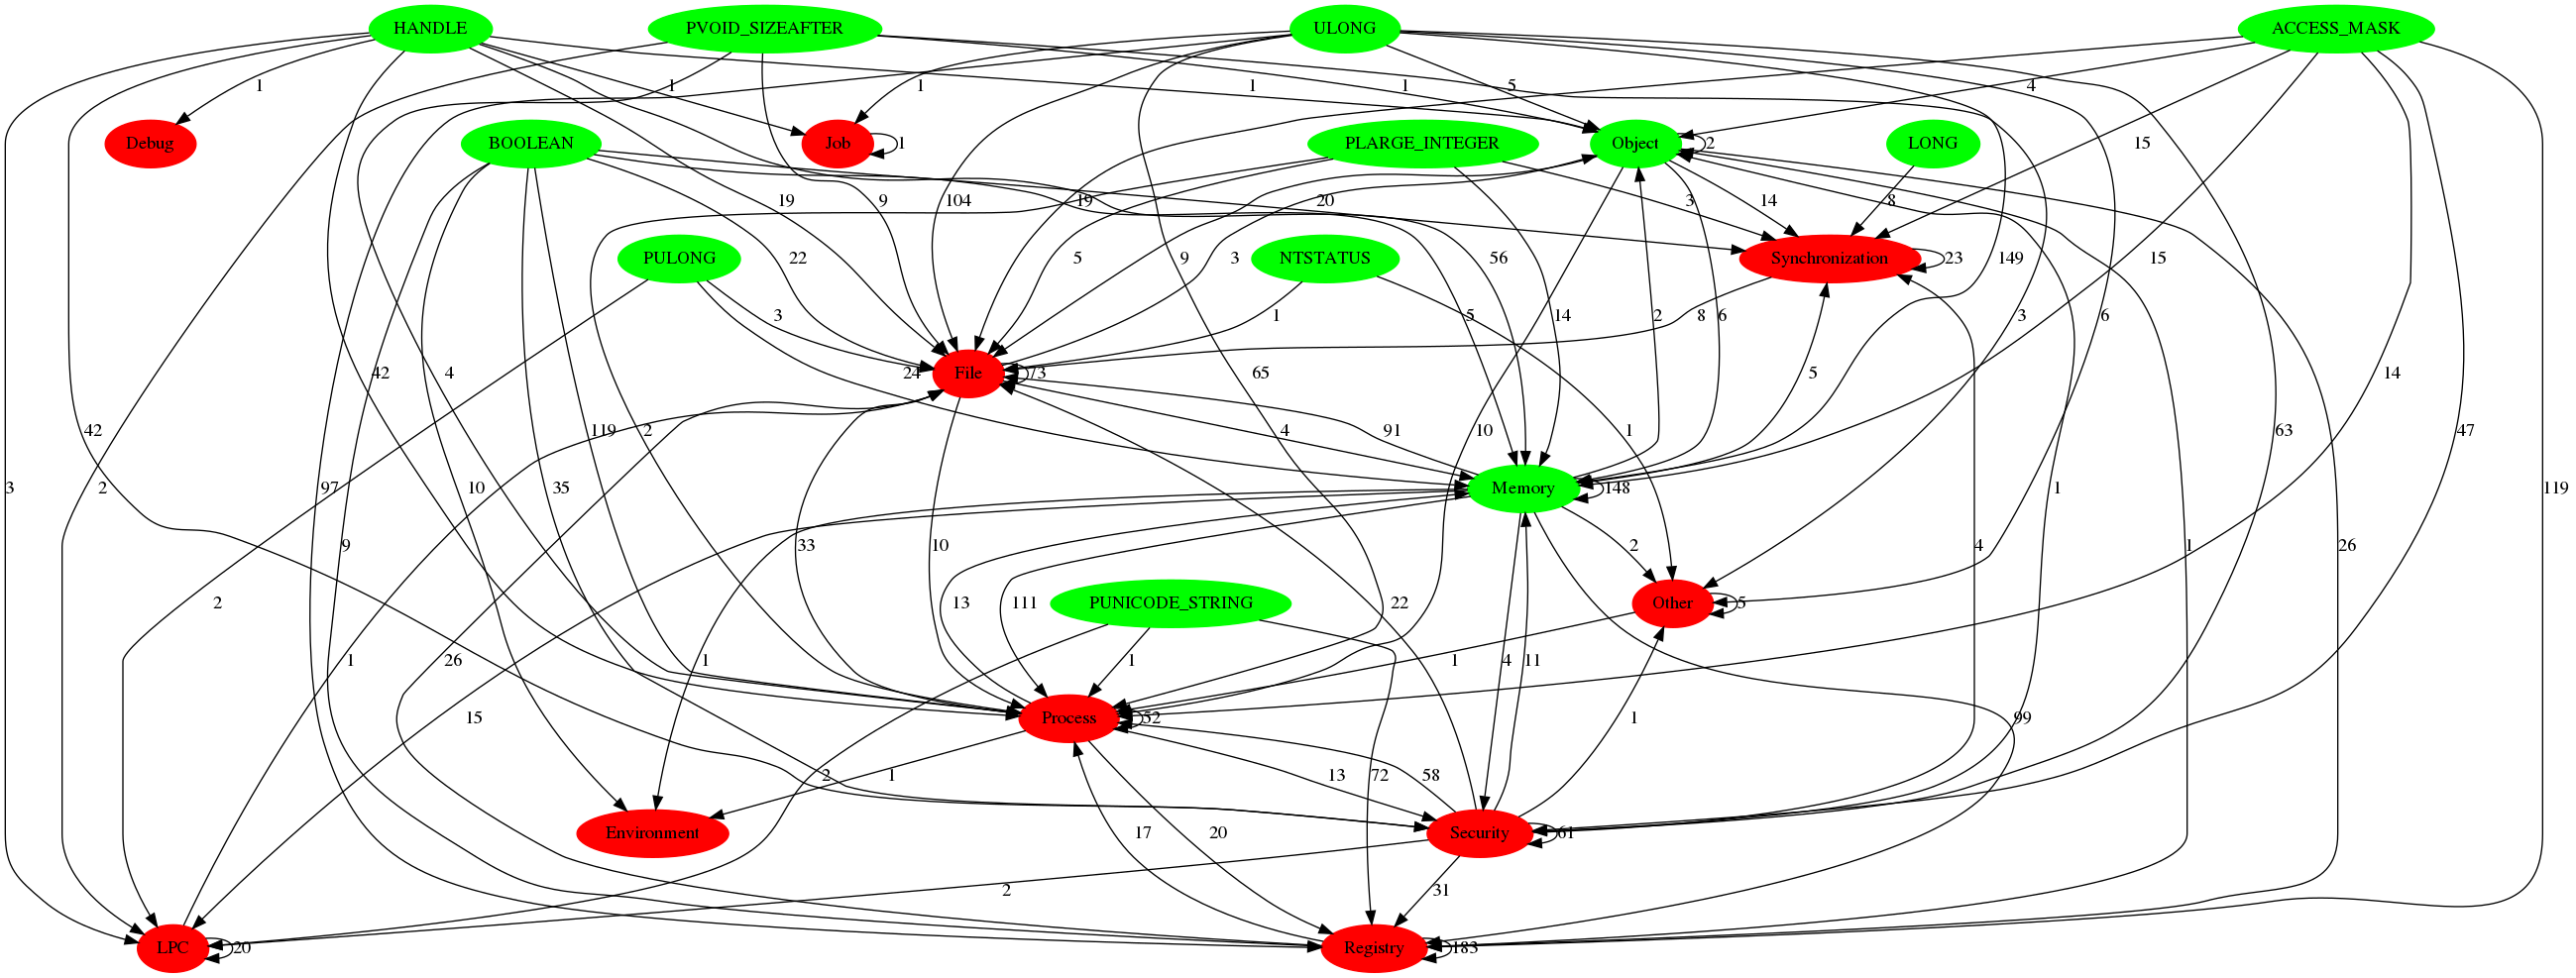 HANDLE PVOID_SIZEAFTER ULONG ACCESS_MASK
1 1 1 1 1 5 4
Debug BOOLEAN Job 1 PLARGE_INTEGER Object 2 LONG 15
19 9 104 19 20 3 14 8
PULONG 22 5 9 3 NTSTATUS 56 Synchronization 23 149 15
3 1 8 5 14 2 6 3 6
42 42 4 24 File 73 5 14
42 3 2 119 2 4 91 1 63 47
3 2 97 10 35 65 10 Memory 148 1 119
9 33 10 2 4 1 26
2 13 111 PUNICODE_STRING 22 Other 5
1 26 1 1 1 4 11
15 Process 52 1 99
2 1 13 58 72
Environment 17 20 Security 61
2 31
LPC 20 Registry 183